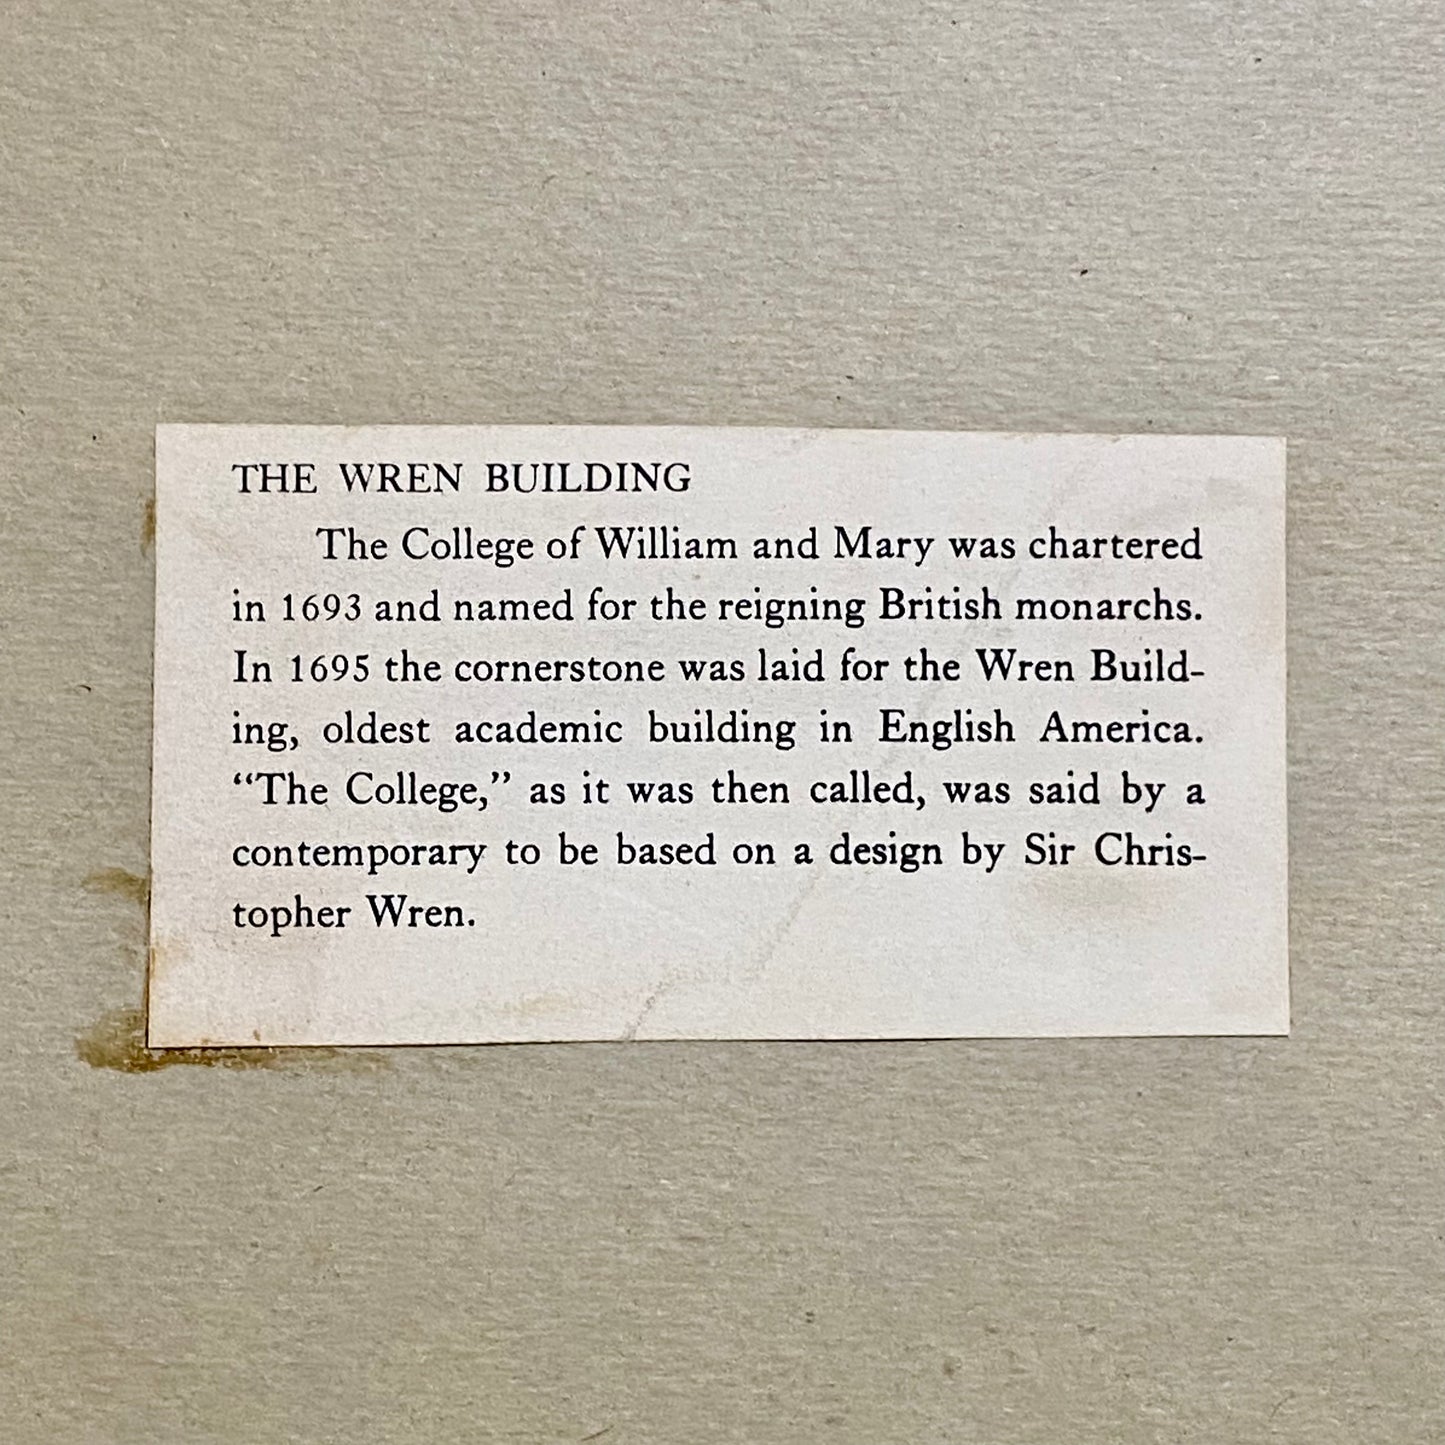 THE WREN BUILDING
The College of William and Mary was chartered
in 1693 and named for the reigning British monarchs.
In 1695 the cornerstone was laid for the Wren Build-
ing, oldest academic building in English America.
“The College,” as it was then called, was said by a
contemporary to be based on a design by Sir Chris-
topher Wren.